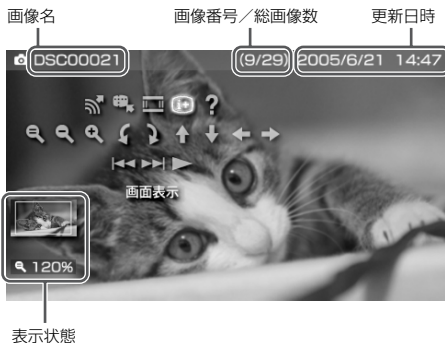 画像名
画像番号／総画像数
更新日時
DSC00021
(9/29)
2005/6/21 14:47
画面表示
120%
表示状態